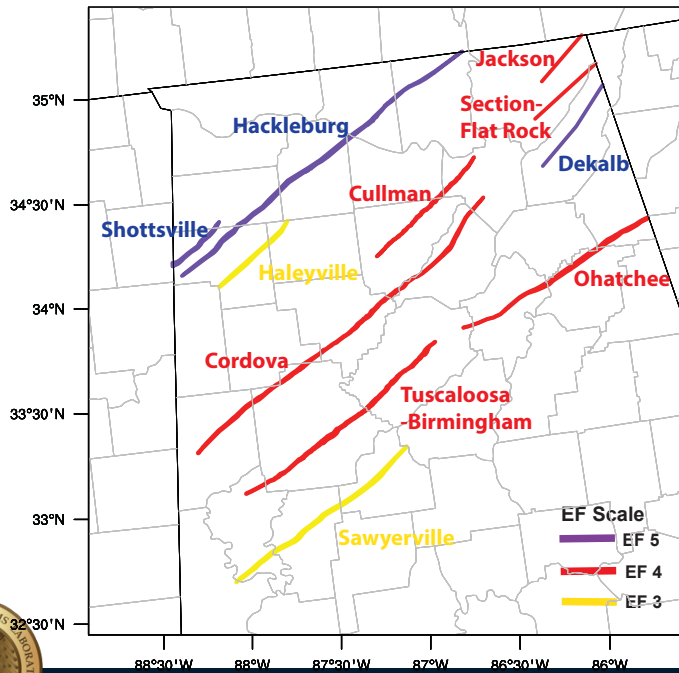 Jackson
35°N
Section-
Flat Rock
Hackleburg
Dekalb
Cullman
34°30'N
Shottsville
Haleyville
Ohatchee
34°N
Cordova
Tuscaloosa
-Birmingham
33°30'N
33°N
EF Scale
Sawyerville
EF 5
EF 4
EF 3
32°30'N
88°30'W 88°W 87°30'W 87°W 86°30'W 86°W